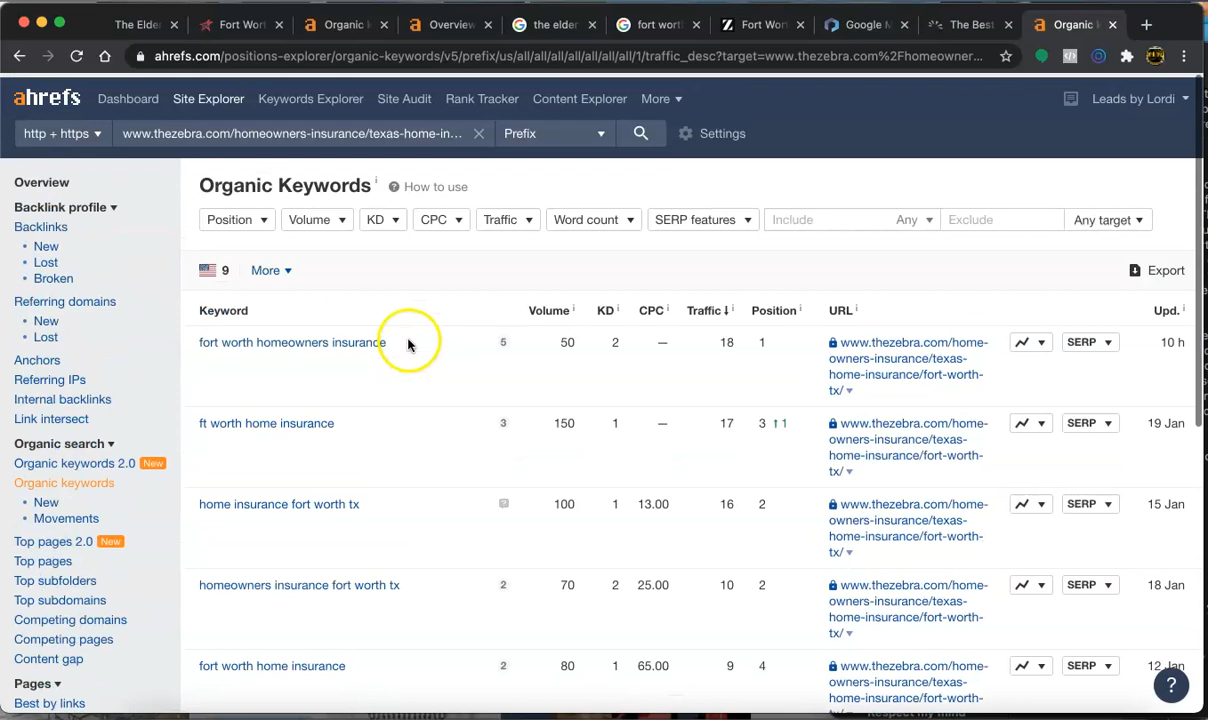 The Elder
Fort Wort
Organic k
Overview
the elder
fort worth
Fort Wor
Google M
The Best
Organic k
ahrefs.com/positions-explorer/organic-keywords/v5/prefix/us/all/all/all/all/all/all/1/traffic_desc?target=www.thezebra.com%2Fhomeowner...
ahrefs Dashboard Site Explorer Keywords Explorer Site Audit Rank Tracker Content Explorer More Leads by Lordi
http + https www.thezebra.com/homeowners-insurance/texas-home-in... Prefix Settings
Overview
Backlink profile
Backlinks
New
Lost
Broken
Referring domains
New
Lost
Anchors
Referring IPs
Internal backlinks
Link intersect
Organic search
Organic keywords 2.0 New
Organic keywords
New
Movements
Top pages 2.0 New
Top pages
Top subfolders
Top subdomains
Competing domains
Competing pages
Content gap
Pages
Best by links
Organic Keywords i ? How to use
Position Volume KD CPC Traffic Word count SERP features Include Any Exclude Any target
9 More Export
Keyword Volume i KD i CPC i Traffic↓ i Position i URL i Upd. i
fort worth homeowners insurance 5 50 2 — 18 1 www.thezebra.com/home- SERP 10 h
owners-insurance/texas-
home-insurance/fort-worth-
tx/
ft worth home insurance 3 150 1 — 17 3 ↑1 www.thezebra.com/home- SERP 19 Jan
owners-insurance/texas-
home-insurance/fort-worth-
tx/
home insurance fort worth tx ? 100 1 13.00 16 2 www.thezebra.com/home- SERP 15 Jan
owners-insurance/texas-
home-insurance/fort-worth-
tx/
homeowners insurance fort worth tx 2 70 2 25.00 10 2 www.thezebra.com/home- SERP 18 Jan
owners-insurance/texas-
home-insurance/fort-worth-
tx/
fort worth home insurance 2 80 1 65.00 9 4 www.thezebra.com/home- SERP 12 Jan
owners-insurance/texas-
home-insurance/fort-worth-
?